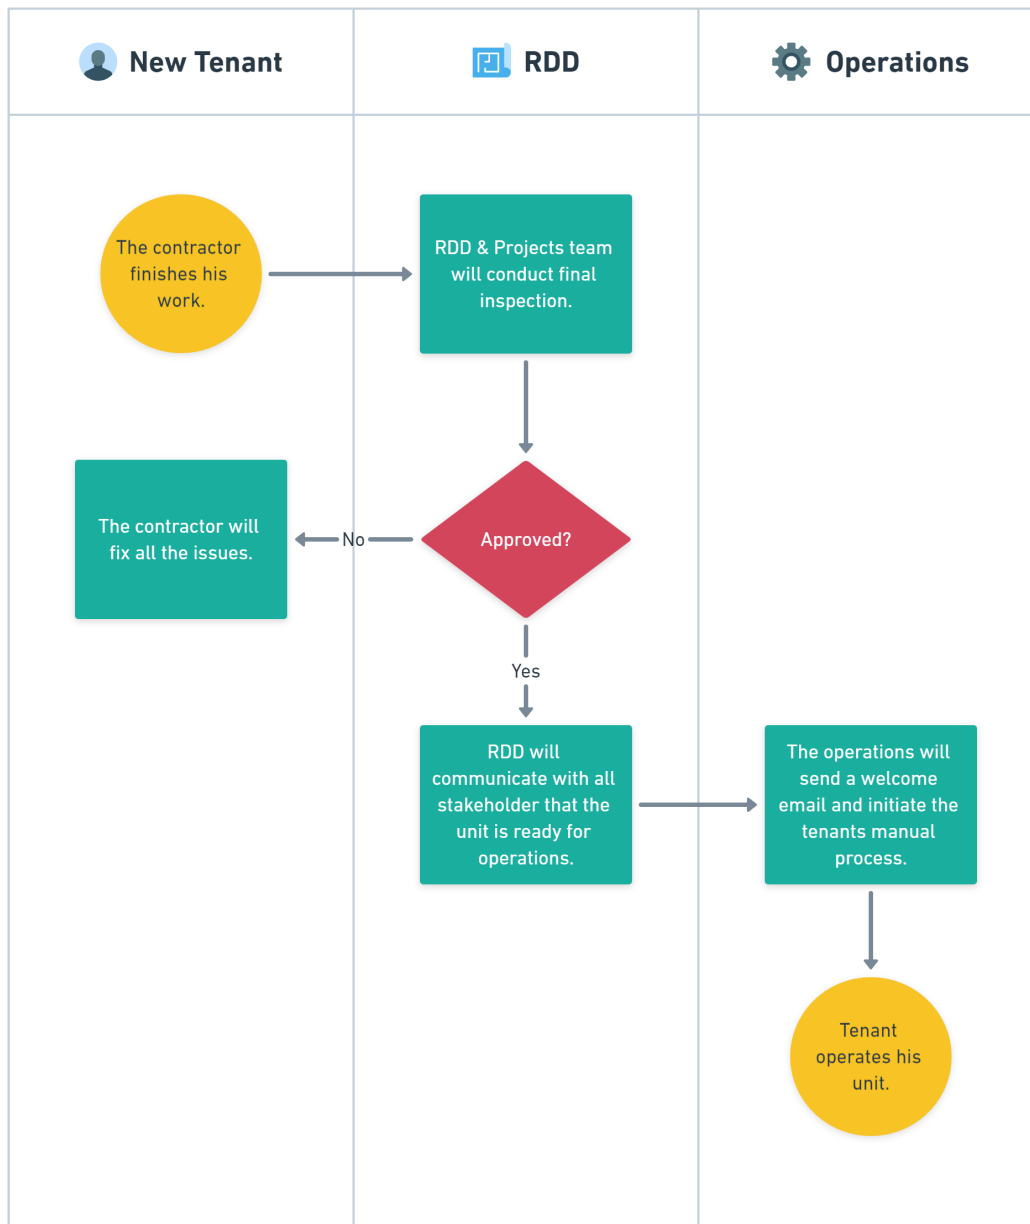 New Tenant
RDD
Operations
The contractor
finishes his
work.
RDD & Projects team
will conduct final
inspection.
The contractor will
fix all the issues.
No
Approved?
Yes
RDD will
communicate with all
stakeholder that the
unit is ready for
operations.
The operations will
send a welcome
email and initiate the
tenants manual
process.
Tenant
operates his
unit.